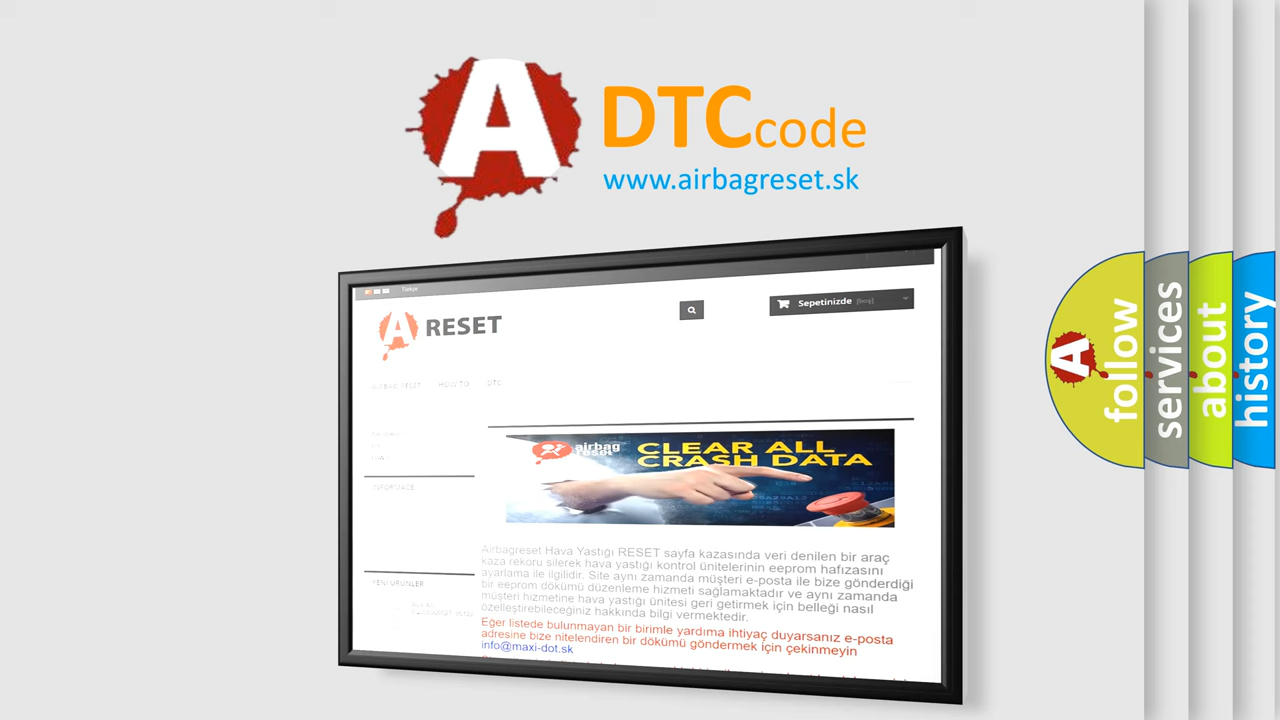 A
DTCcode
www.airbagreset.sk
Türkçe
A RESET
Sepetinizde [boş]
AIRBAG RESET HOW TO DTC
airbag
reset
CLEAR ALL
CRASH DATA
INFORMACE
YENI ÜRÜNLER
Airbagreset Hava Yastığı RESET sayfa kazasında veri denilen bir araç
kaza rekoru silerek hava yastığı kontrol ünitelerinin eeprom hafızasını
ayarlama ile ilgilidir. Site aynı zamanda müşteri e-posta ile bize gönderdiği
bir eeprom dökümü düzenleme hizmeti sağlamaktadır ve aynı zamanda
müşteri hizmetine hava yastığı ünitesi geri getirmek için belleği nasıl
özelleştirebileceğiniz hakkında bilgi vermektedir.
Eğer listede bulunmayan bir birimle yardıma ihtiyaç duyarsanız e-posta
adresine bize nitelendiren bir dökümü göndermek için çekinmeyin
info@maxi-dot.sk
A
follow
services
about
history